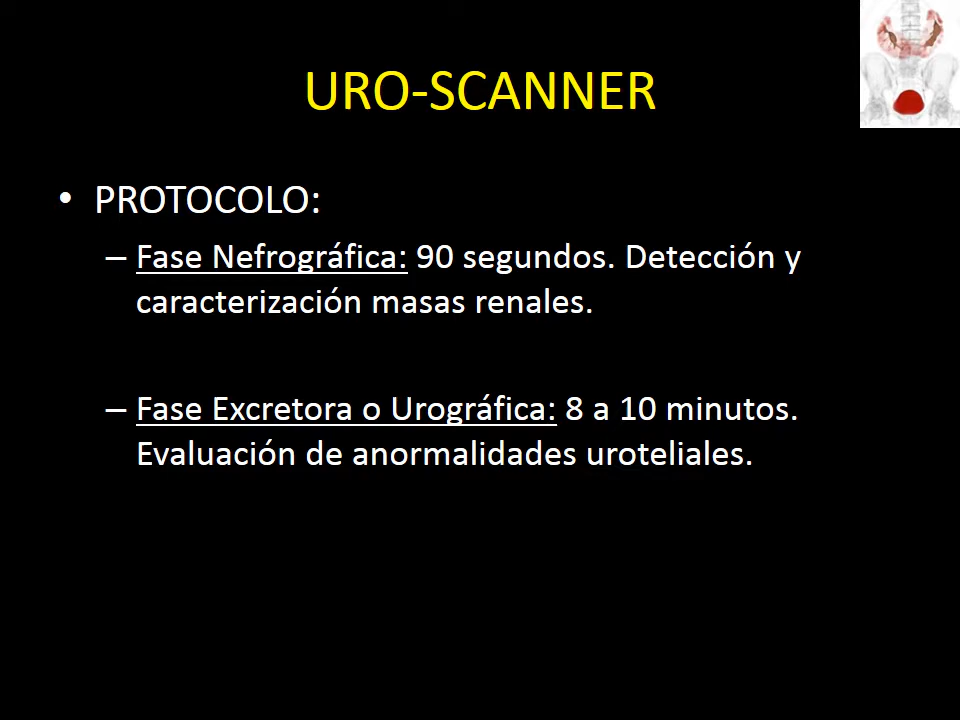 URO-SCANNER
• PROTOCOLO:
– Fase Nefrográfica: 90 segundos. Detección y
caracterización masas renales.
– Fase Excretora o Urográfica: 8 a 10 minutos.
Evaluación de anormalidades uroteliales.